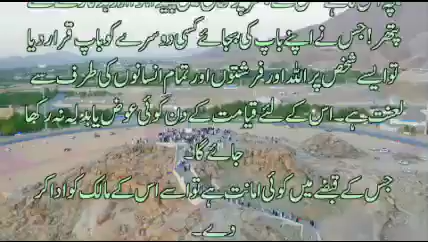 پتھر! جس نے اپنے باپ کی بجائے کسی دوسرے کو باپ قرار دیا
تو ایسے شخص پر اللہ اور فرشتوں اور تمام انسانوں کی طرف سے
لعنت ہے۔ اس کے لئے قیامت کے دن کوئی عوض یا بدلہ نہ رکھا
جائے گا۔
جس کے قبضے میں کوئی امانت ہے تو اسے اس کے مالک کو ادا کر
دے۔